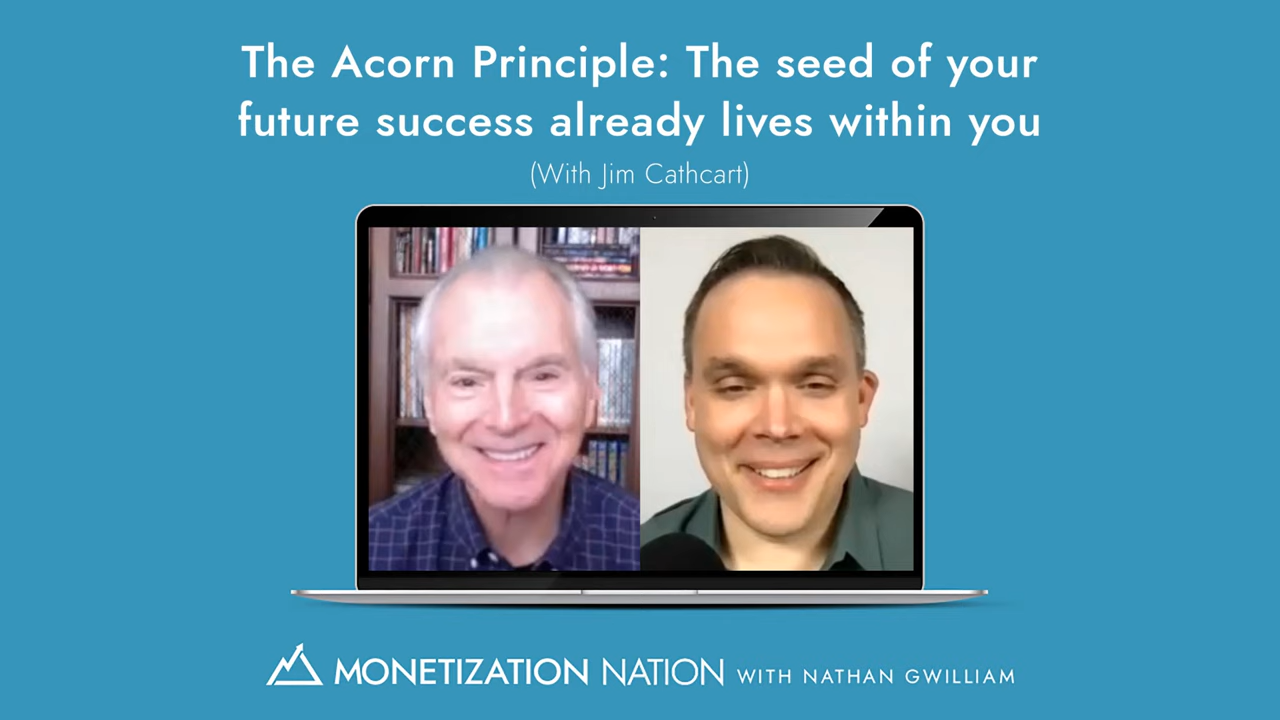 The Acorn Principle: The seed of your
future success already lives within you
(With Jim Cathcart)
MONETIZATION NATION WITH NATHAN GWILLIAM